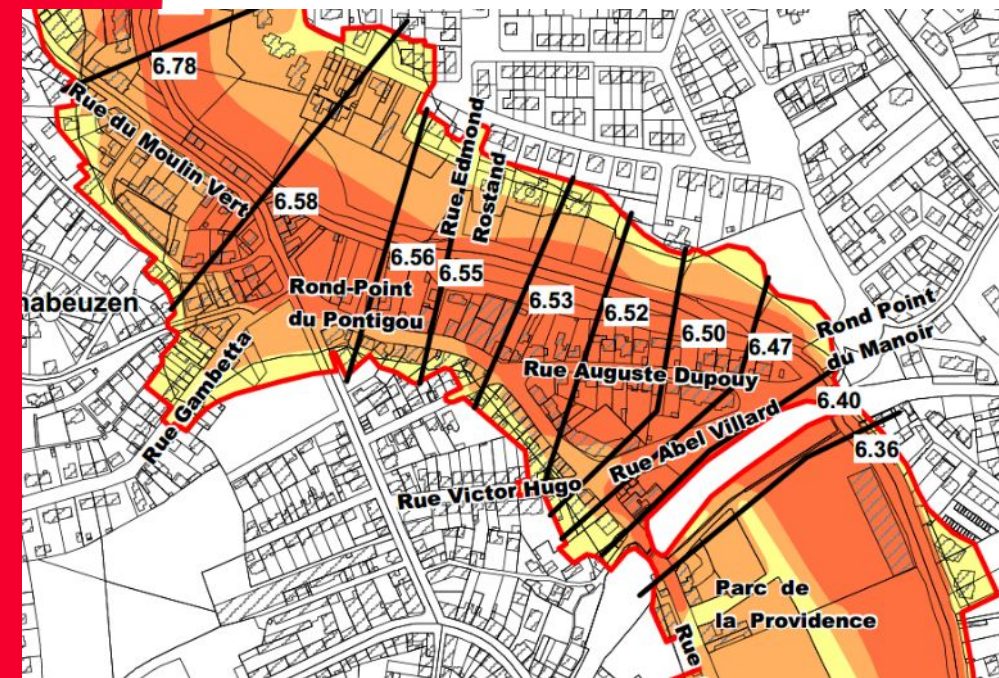 6.78
Rue du Moulin Vert
6.58
Rue Edmond
Rostand
6.56
6.55
Rond-Point
du Pontigou
6.53
6.52
6.50
6.47
Rond Point
du Manoir
Rue Auguste Dupouy
6.40
Rue Gambetta
Rue Abel Villard
6.36
Rue Victor Hugo
Parc de
la Providence
Rue